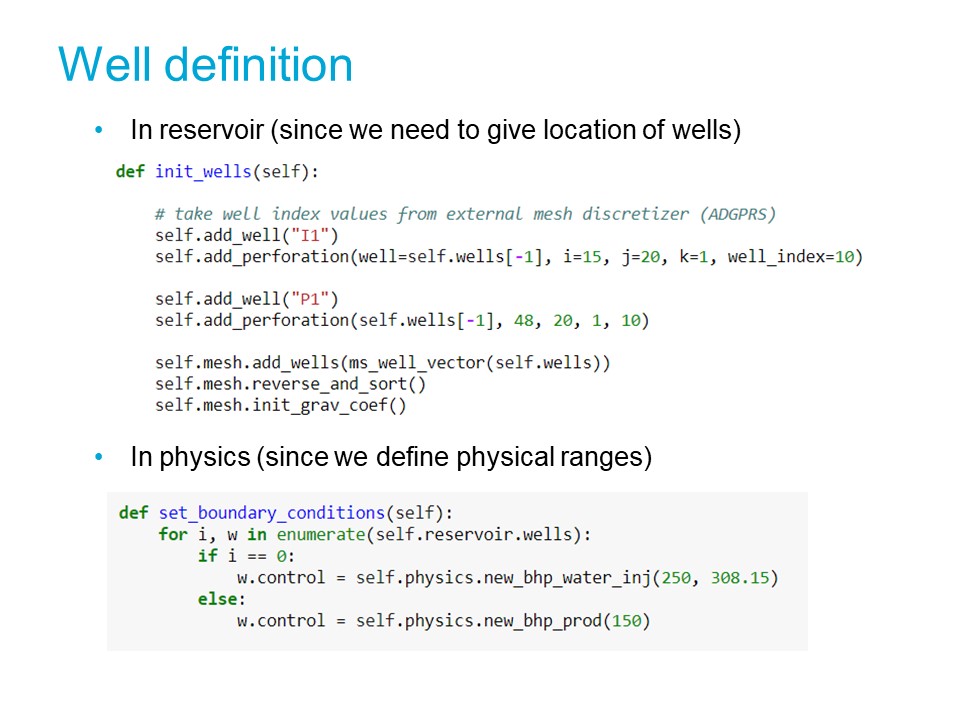 Well definition
• In reservoir (since we need to give location of wells)
def init_wells(self):
# take well index values from external mesh discretizer (ADGPRS)
self.add_well("I1")
self.add_perforation(well=self.wells[-1], i=15, j=20, k=1, well_index=10)
self.add_well("P1")
self.add_perforation(self.wells[-1], 48, 20, 1, 10)
self.mesh.add_wells(ms_well_vector(self.wells))
self.mesh.reverse_and_sort()
self.mesh.init_grav_coef()
• In physics (since we define physical ranges)
def set_boundary_conditions(self):
for i, w in enumerate(self.reservoir.wells):
if i == 0:
w.control = self.physics.new_bhp_water_inj(250, 308.15)
else:
w.control = self.physics.new_bhp_prod(150)